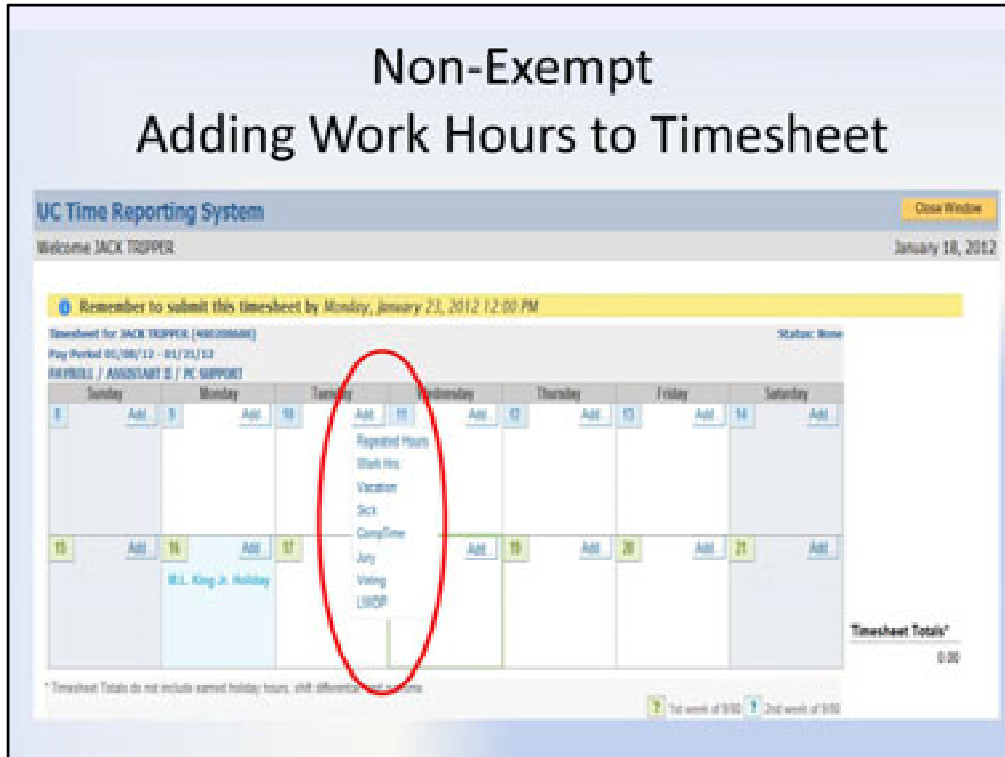 Non-Exempt
Adding Work Hours to Timesheet
UC Time Reporting System
Close Window
Welcome JACK TRIPPER
January 18, 2012
Remember to submit this timesheet by Monday, January 23, 2012 12:00 PM
Timesheet for JACK TRIPPER
Status: None
Pay Period 01/08/12 - 01/21/12
PAYROLL / ASSISTANT II / PC SUPPORT
Sunday Monday Tuesday Wednesday Thursday Friday Saturday
8 Add 9 Add 10 Add 11 Add 12 Add 13 Add 14 Add
Repeated Hours
Work Hrs
Vacation
Sick
CompTime
Jury
Voting
LWOP
15 Add 16 Add 17 Add 19 Add 20 Add 21 Add
M.L. King Jr. Holiday
Timesheet Totals*
0.00
* Timesheet Totals do not include earned holiday hours, shift differential
1st week of 9/80 2nd week of 9/80